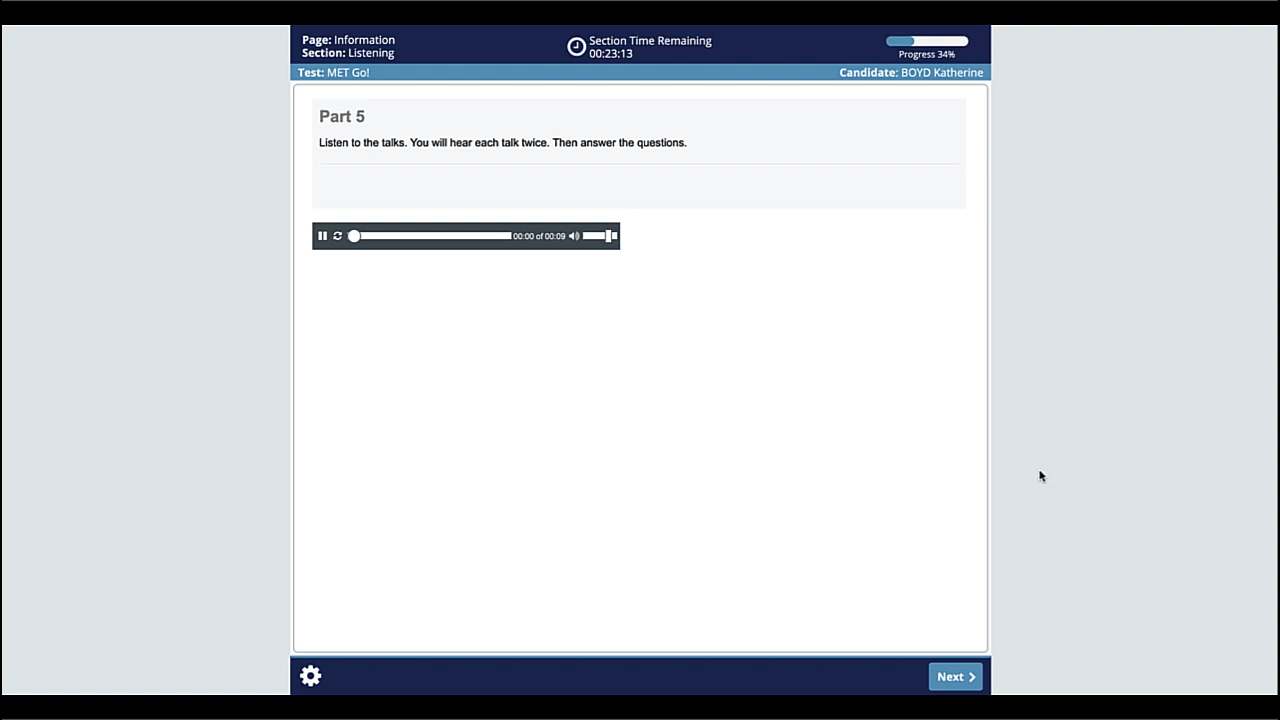 Page: Information
Section: Listening
Section Time Remaining
00:23:13
Progress 34%
Test: MET Go!
Candidate: BOYD Katherine
Part 5
Listen to the talks. You will hear each talk twice. Then answer the questions.
00:00 of 00:09
Next